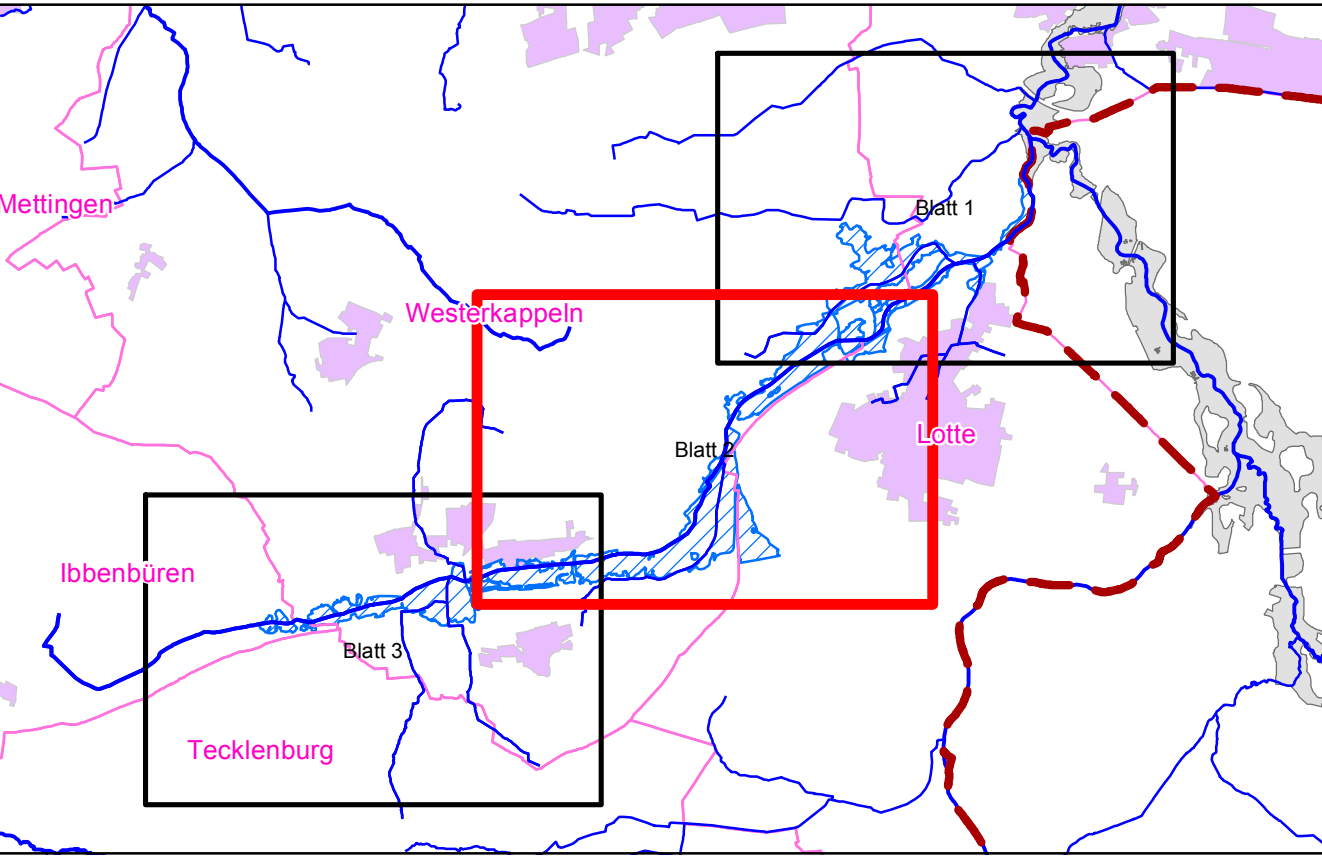 Mettingen
Blatt 1
Westerkappeln
Lotte
Blatt 2
Ibbenbüren
Blatt 3
Tecklenburg